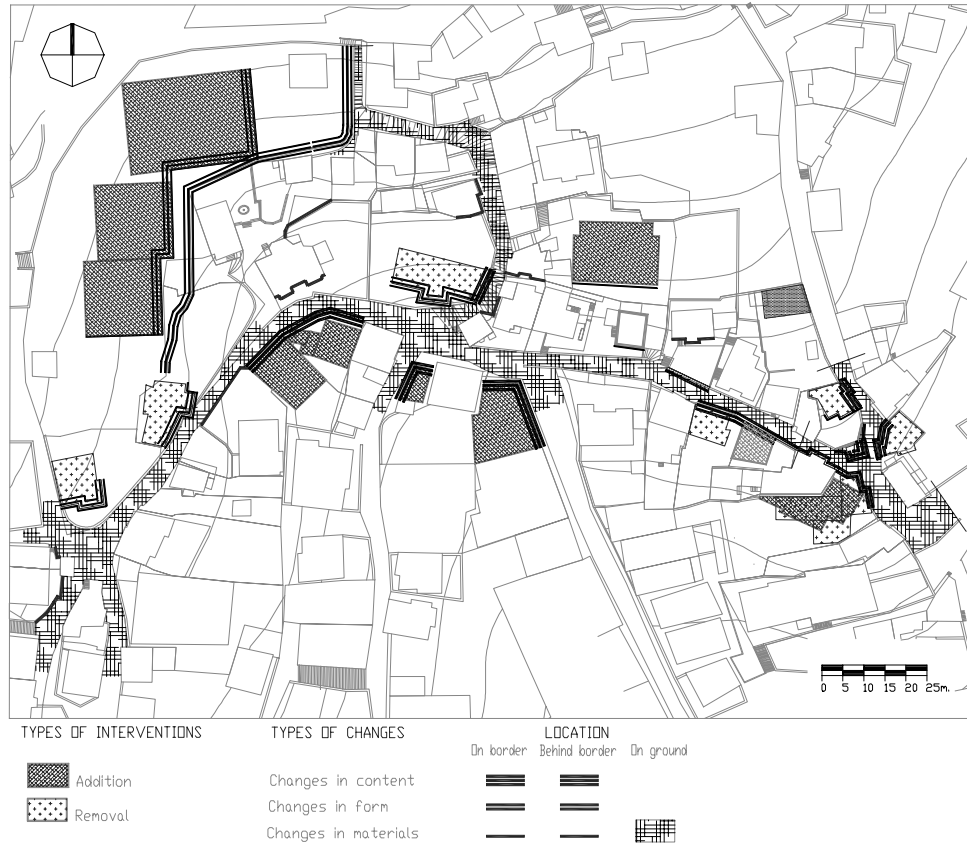 0 5 10 15 20 25m.
TYPES OF INTERVENTIONS
Addition
Removal
TYPES OF CHANGES
Changes in content
Changes in form
Changes in materials
LOCATION
On border Behind border On ground